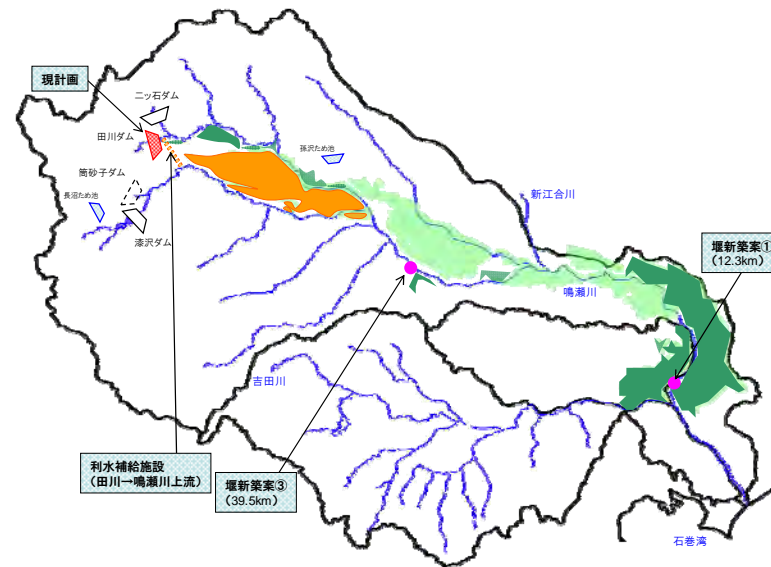 現計画
二ッ石ダム
田川ダム
筒砂子ダム
長沼ため池
漆沢ダム
孫沢ため池
新江合川
堰新築案①
(12.3km)
鳴瀬川
吉田川
利水補給施設
(田川→鳴瀬川上流)
堰新築案③
(39.5km)
石巻湾